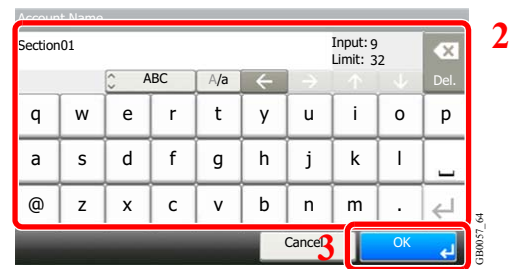 Account Name
Section01
Input: 9
Limit: 32
2
ABC
A/a
Del.
q w e r t y u i o p
a s d f g h j k l
@ z x c v b n m .
Cancel
3
OK
GB0057_64